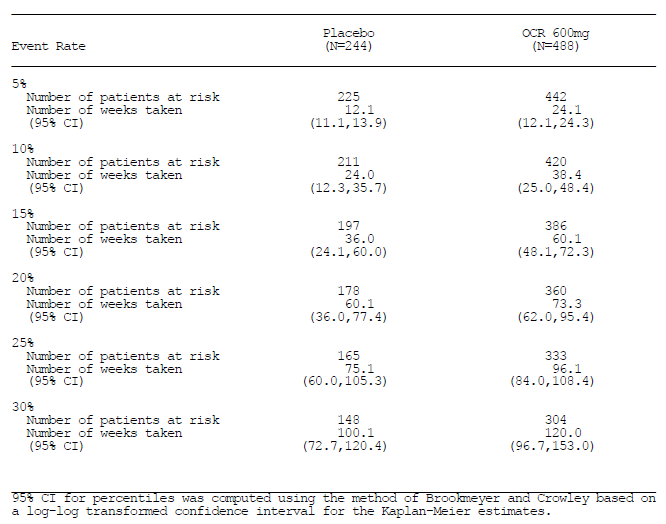 Placebo OCR 600mg
Event Rate (N=244) (N=488)
5%
Number of patients at risk 225 442
Number of weeks taken 12.1 24.1
(95% CI) (11.1,13.9) (12.1,24.3)
10%
Number of patients at risk 211 420
Number of weeks taken 24.0 38.4
(95% CI) (12.3,35.7) (25.0,48.4)
15%
Number of patients at risk 197 386
Number of weeks taken 36.0 60.1
(95% CI) (24.1,60.0) (48.1,72.3)
20%
Number of patients at risk 178 360
Number of weeks taken 60.1 73.3
(95% CI) (36.0,77.4) (62.0,95.4)
25%
Number of patients at risk 165 333
Number of weeks taken 75.1 96.1
(95% CI) (60.0,105.3) (84.0,108.4)
30%
Number of patients at risk 148 304
Number of weeks taken 100.1 120.0
(95% CI) (72.7,120.4) (96.7,153.0)
95% CI for percentiles was computed using the method of Brookmeyer and Crowley based on
a log-log transformed confidence interval for the Kaplan-Meier estimates.